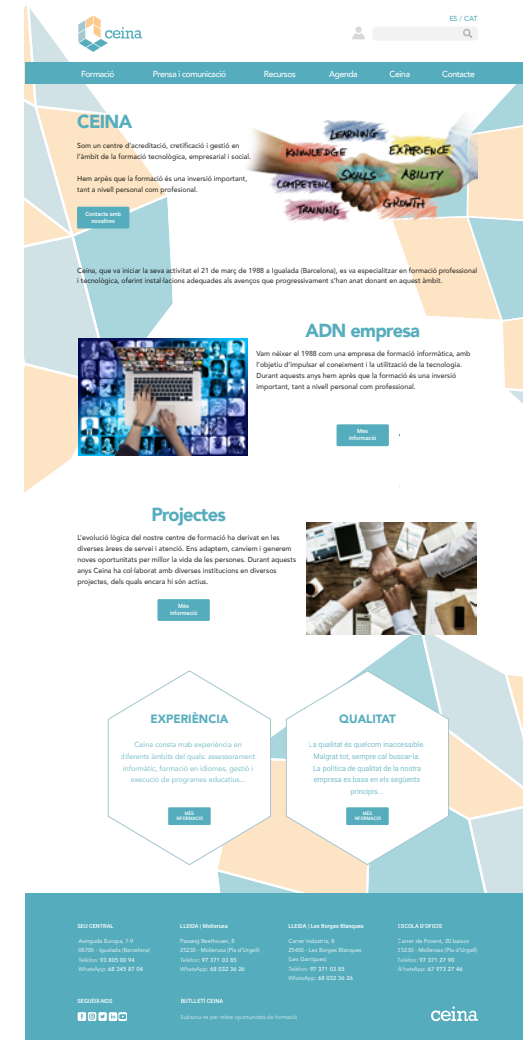 ES / CAT
ceina
Formació
Prensa i comunicació
Recursos
Agenda
Ceina
Contacte
CEINA
Som un centre d'acreditació, cretificació i gestió en
l'àmbit de la formació tecnològica, empresarial i social.
Hem arpès que la formació és una inversió important,
tant a nivell personal com profesional.
Contacta amb
nosaltres
LEARNING
KNOWLEDGE
EXPERIENCE
SKILLS
ABILITY
COMPETENCE
GROWTH
TRAINING
Ceina, que va iniciar la seva activitat el 21 de març de 1988 a Igualada (Barcelona), es va especialitzar en formació professional
i tecnològica, oferint instal·lacions adequades als avenços que progressivament s'han anat donant en aquest àmbit.
ADN empresa
Vam néixer el 1988 com una empresa de formació informàtica, amb
l'objetiu d'impulsar el coneixement i la utilització de la tecnologia.
Durant aquests anys hem après que la formació és una inversió
important, tant a nivell personal com professional.
Més
informació
Projectes
L'evolució lògica del nostre centre de formació ha derivat en les
diverses àrees de servei i atenció. Ens adaptem, canviem i generem
noves oportunitats per millor la vida de les persones. Durant aquests
anys Ceina ha col·laborat amb diverses institucions en diversos
projectes, dels quals encara hi són actius.
Més
informació
EXPERIÈNCIA
Ceina consta mab experiència en
diferents àmbits del quals: assessorament
informàtic, formació en idiomes, gestió i
execució de programes educatius...
MÉS
INFORMACIÓ
QUALITAT
La qualitat és quelcom inaccessible.
Malgrat tot, sempre cal buscar-la.
La política de qualitat de la nostra
empresa es basa en els següents
principis...
MÉS
INFORMACIÓ
SEU CENTRAL
Avinguda Europa, 7-9
08700 - Igualada (Barcelona)
Telèfon: 93 805 00 94
WhatsApp: 68 345 87 04
LLEIDA | Mollerusa
Passeig Beethoven, 8
25230 - Mollerusa (Pla d'Urgell)
Telèfon: 97 371 03 85
WhatsApp: 68 032 36 26
LLEIDA | Les Borges Blanques
Carrer Indústria, 8
25400 - Les Borges Blanques
(Les Garrigues)
Telèfon: 97 371 03 85
WhatsApp: 68 032 36 26
ESCOLA D'OFICIS
Carrer de Ponent, 20 baixos
25230 - Mollerusa (Pla d'Urgell)
Telèfon: 97 371 27 90
WhatsApp: 67 973 27 46
SEGUEIX-NOS
BUTLLETÍ CEINA
Subscriu-te per rebre oportunitats de formació
ceina